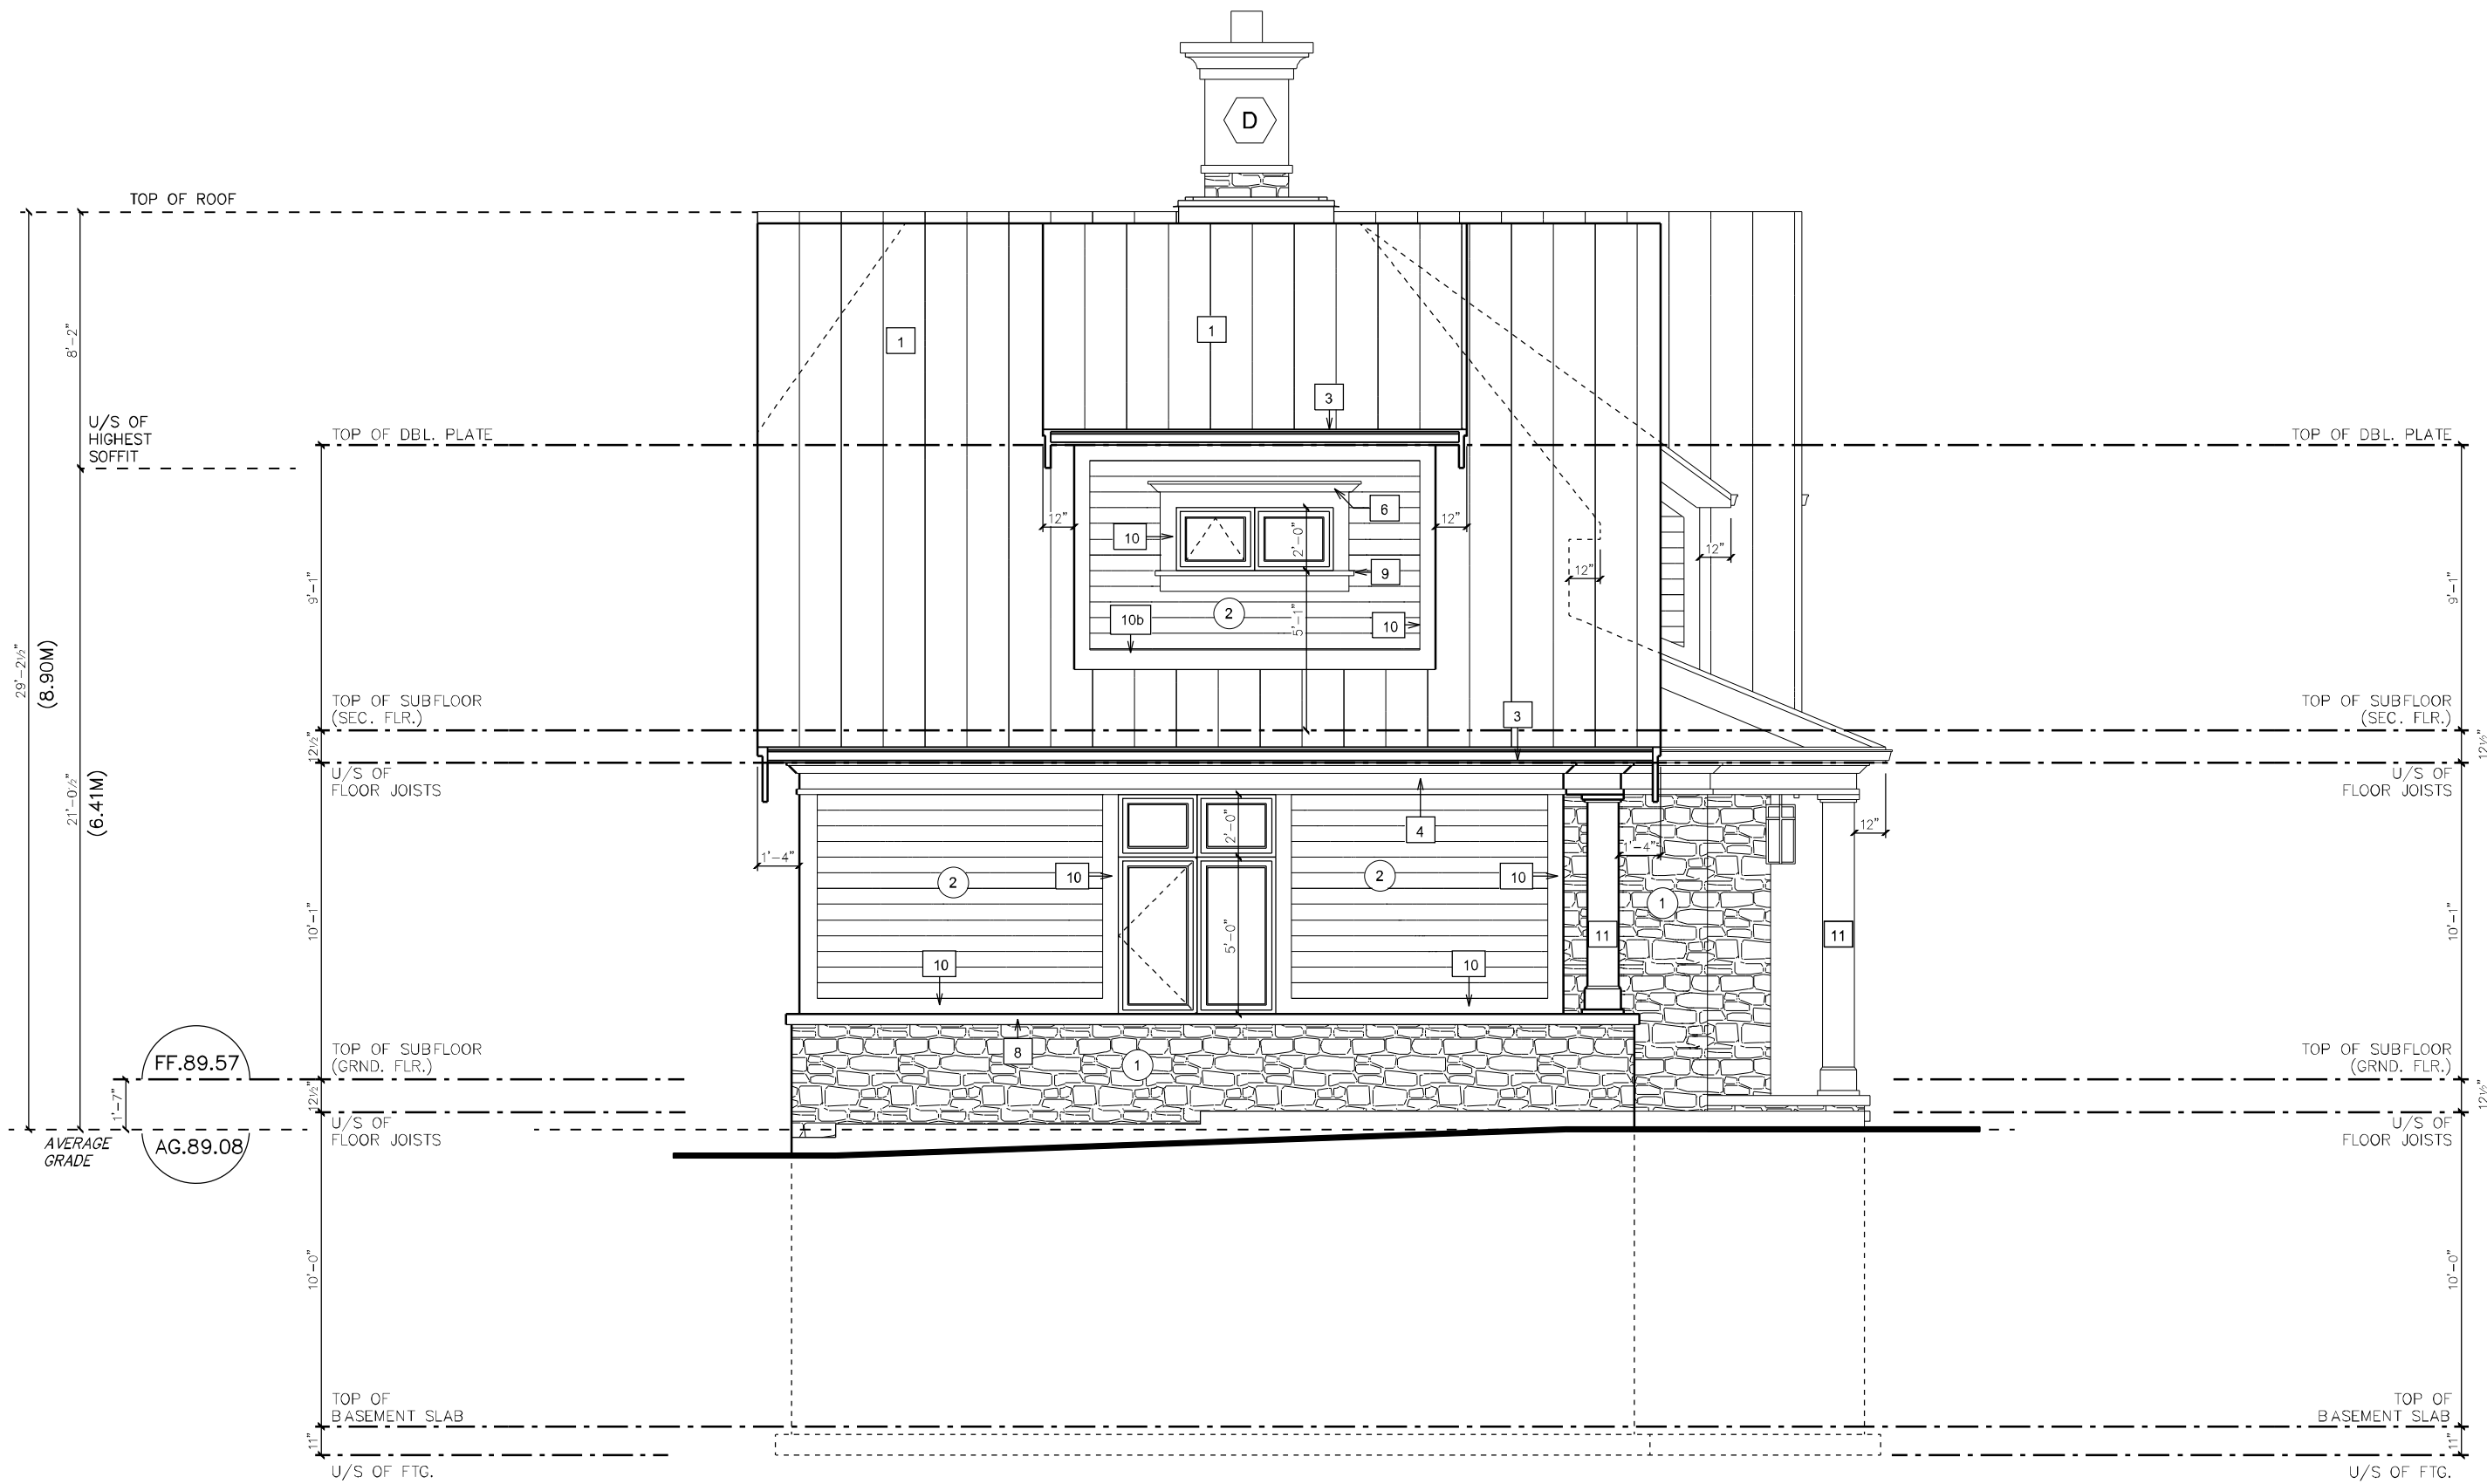 D
TOP OF ROOF
8'-2"
1
1
3
U/S OF
HIGHEST
SOFFIT
TOP OF DBL. PLATE
TOP OF DBL. PLATE
6
12"
12"
10
2'-0"
12"
9
12"
9'-1"
9'-1"
2
10b
5'-1"
10
29'-2½"
(8.90M)
TOP OF SUBFLOOR
(SEC. FLR.)
TOP OF SUBFLOOR
(SEC. FLR.)
3
12½"
12½"
U/S OF
FLOOR JOISTS
U/S OF
FLOOR JOISTS
21'-0½"
(6.41M)
4
2'-0"
12"
1'-4"
1'-4"
10
2
2
10
1
10'-1"
10'-1"
5'-0"
11
11
10
10
8
1
TOP OF SUBFLOOR
(GRND. FLR.)
TOP OF SUBFLOOR
(GRND. FLR.)
FF.89.57
1'-7"
12½"
12½"
U/S OF
FLOOR JOISTS
U/S OF
FLOOR JOISTS
AVERAGE
GRADE
AG.89.08
10'-0"
10'-0"
TOP OF
BASEMENT SLAB
TOP OF
BASEMENT SLAB
11"
11"
U/S OF FTG.
U/S OF FTG.